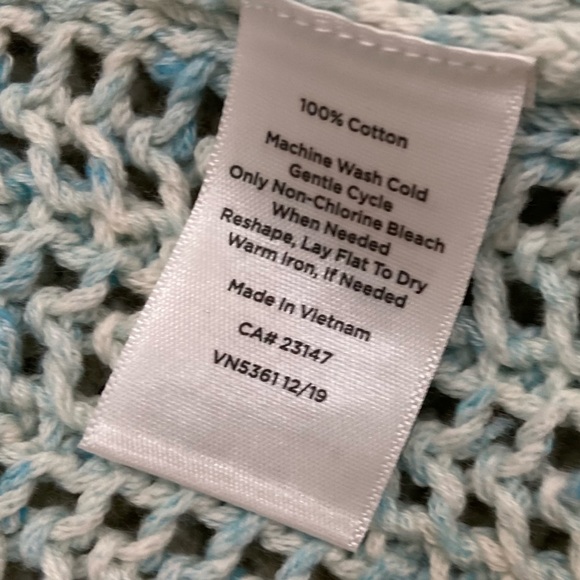 100% Cotton
Machine Wash Cold
Gentle Cycle
Only Non-Chlorine Bleach
When Needed
Reshape, Lay Flat To Dry
Warm Iron, If Needed
Made In Vietnam
CA# 23147
VN5361 12/19